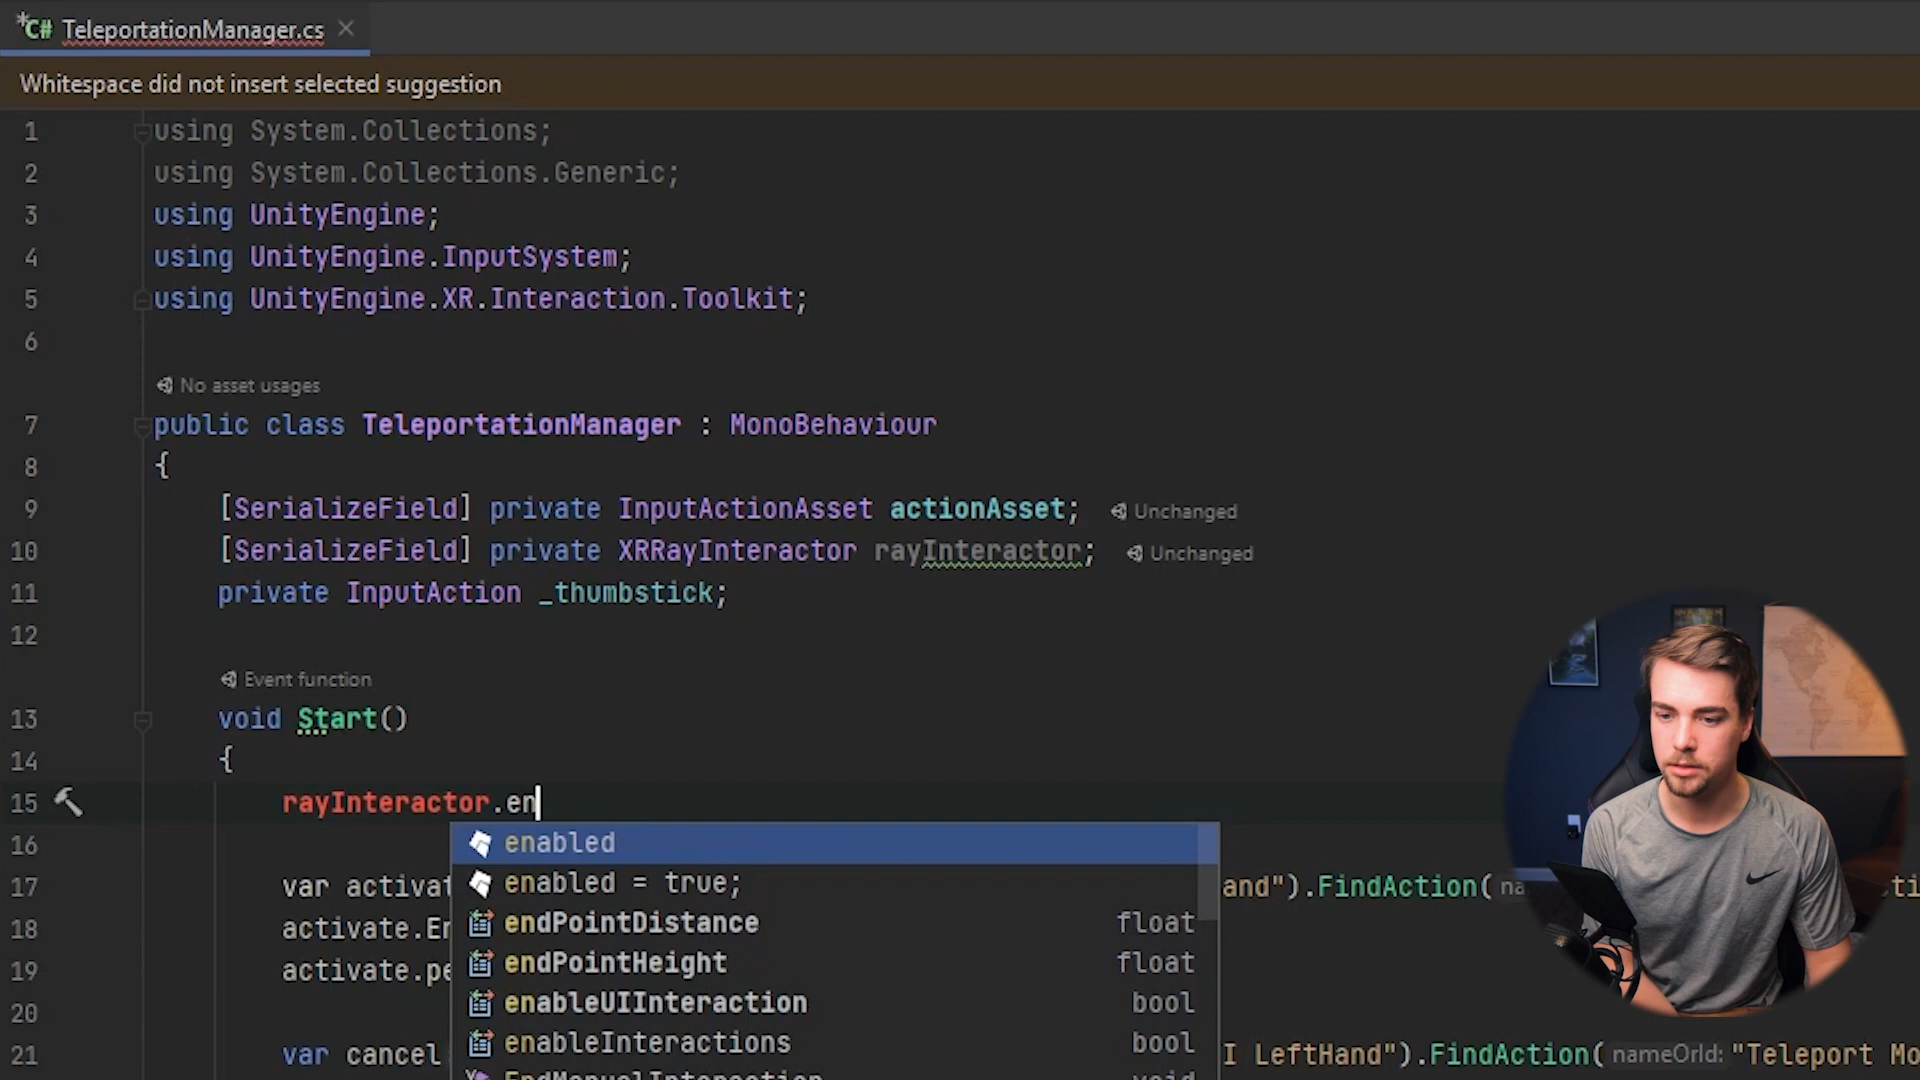 C# TeleportationManager.cs
Whitespace did not insert selected suggestion
1 using System.Collections;
2 using System.Collections.Generic;
3 using UnityEngine;
4 using UnityEngine.InputSystem;
5 using UnityEngine.XR.Interaction.Toolkit;
6
No asset usages
7 public class TeleportationManager : MonoBehaviour
8 {
9 [SerializeField] private InputActionAsset actionAsset; Unchanged
10 [SerializeField] private XRRayInteractor rayInteractor; Unchanged
11 private InputAction _thumbstick;
12
Event function
13 void Start()
14 {
15 rayInteractor.en
enabled
16
enabled = true;
17 var activat and").FindAction( na
endPointDistance float
18 activate.En
endPointHeight float
19 activate.pe
enableUIInteraction bool
20
enableInteractions bool
21 var cancel I LeftHand").FindAction( nameOrId: "Teleport Mo
EndManualInteraction void